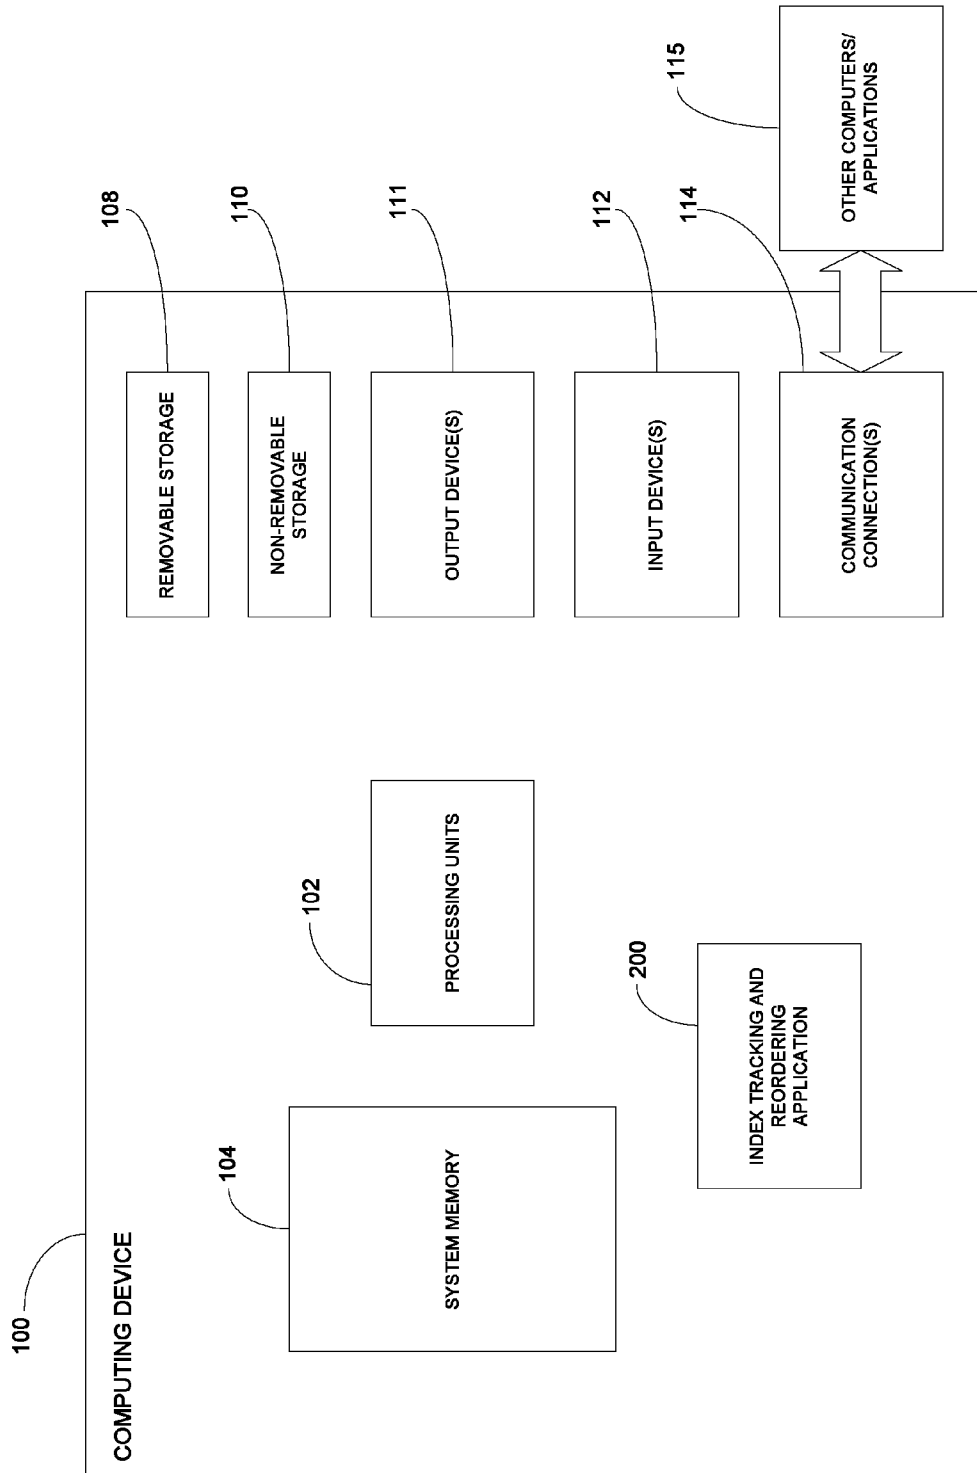 100
COMPUTING DEVICE
104
SYSTEM MEMORY
102
PROCESSING UNITS
200
INDEX TRACKING AND
REORDERING
APPLICATION
108
REMOVABLE STORAGE
110
NON-REMOVABLE
STORAGE
111
OUTPUT DEVICE(S)
112
INPUT DEVICE(S)
114
COMMUNICATION
CONNECTION(S)
115
OTHER COMPUTERS/
APPLICATIONS